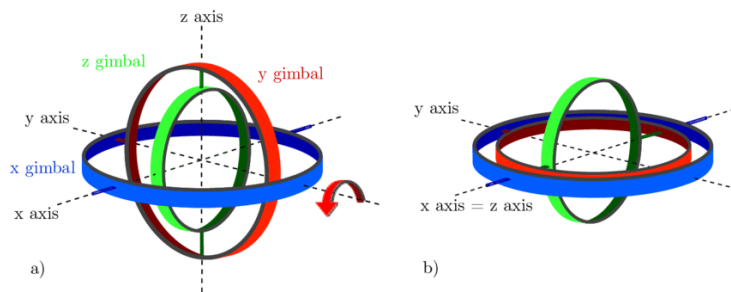 z axis
z gimbal
y gimbal
y axis
x gimbal
x axis
a)
y axis
x axis = z axis
b)